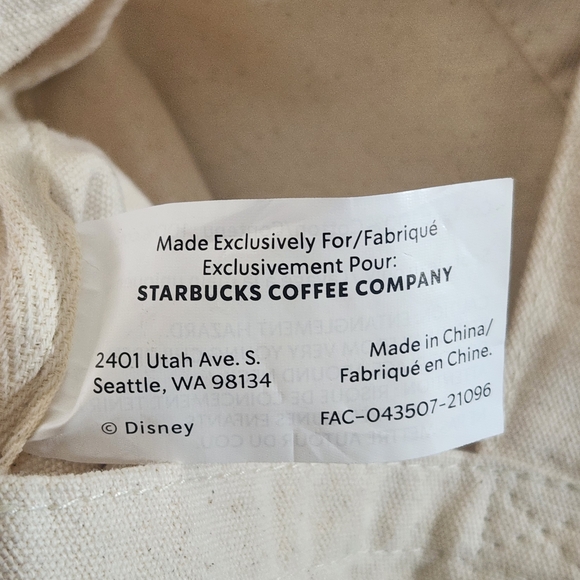 Made Exclusively For/Fabriqué
Exclusivement Pour:
STARBUCKS COFFEE COMPANY
2401 Utah Ave. S.
Seattle, WA 98134
© Disney
Made in China/
Fabriqué en Chine.
FAC-043507-21096